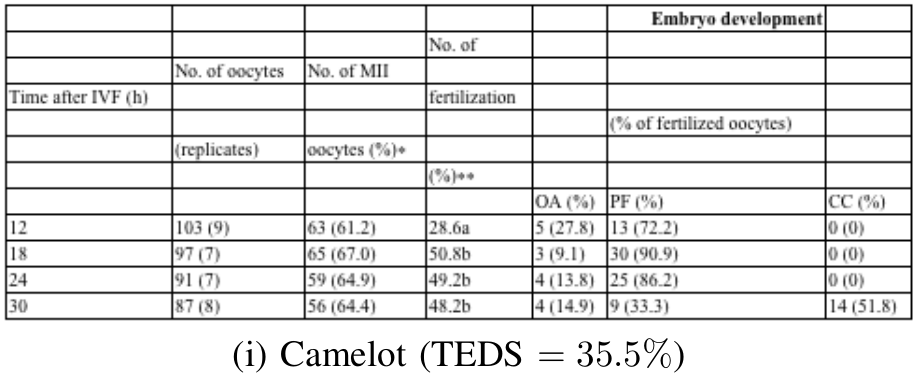 Embryo development
No. of
No. of oocytes No. of MII
Time after IVF (h) fertilization
(% of fertilized oocytes)
(replicates) oocytes (%)*
(%)**
OA (%) PF (%) CC (%)
12 103 (9) 63 (61.2) 28.6a 5 (27.8) 13 (72.2) 0 (0)
18 97 (7) 65 (67.0) 50.8b 3 (9.1) 30 (90.9) 0 (0)
24 91 (7) 59 (64.9) 49.2b 4 (13.8) 25 (86.2) 0 (0)
30 87 (8) 56 (64.4) 48.2b 4 (14.9) 9 (33.3) 14 (51.8)
(i) Camelot (TEDS = 35.5%)